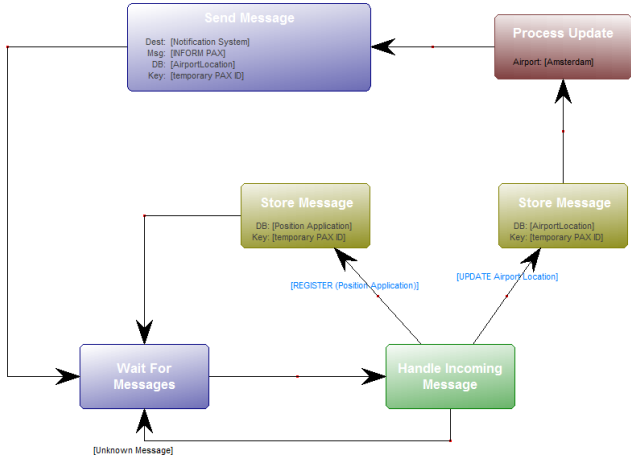 Send Message
Dest: [Notification System]
Msg: [INFORM PAX]
DB: [AirportLocation]
Key: [temporary PAX ID]
Process Update
Airport: [Amsterdam]
Store Message
DB: [Position Application]
Key: [temporary PAX ID]
Store Message
DB: [AirportLocation]
Key: [temporary PAX ID]
[REGISTER (Position Application)]
[UPDATE Airport Location]
Wait For
Messages
Handle Incoming
Message
[Unknown Message]